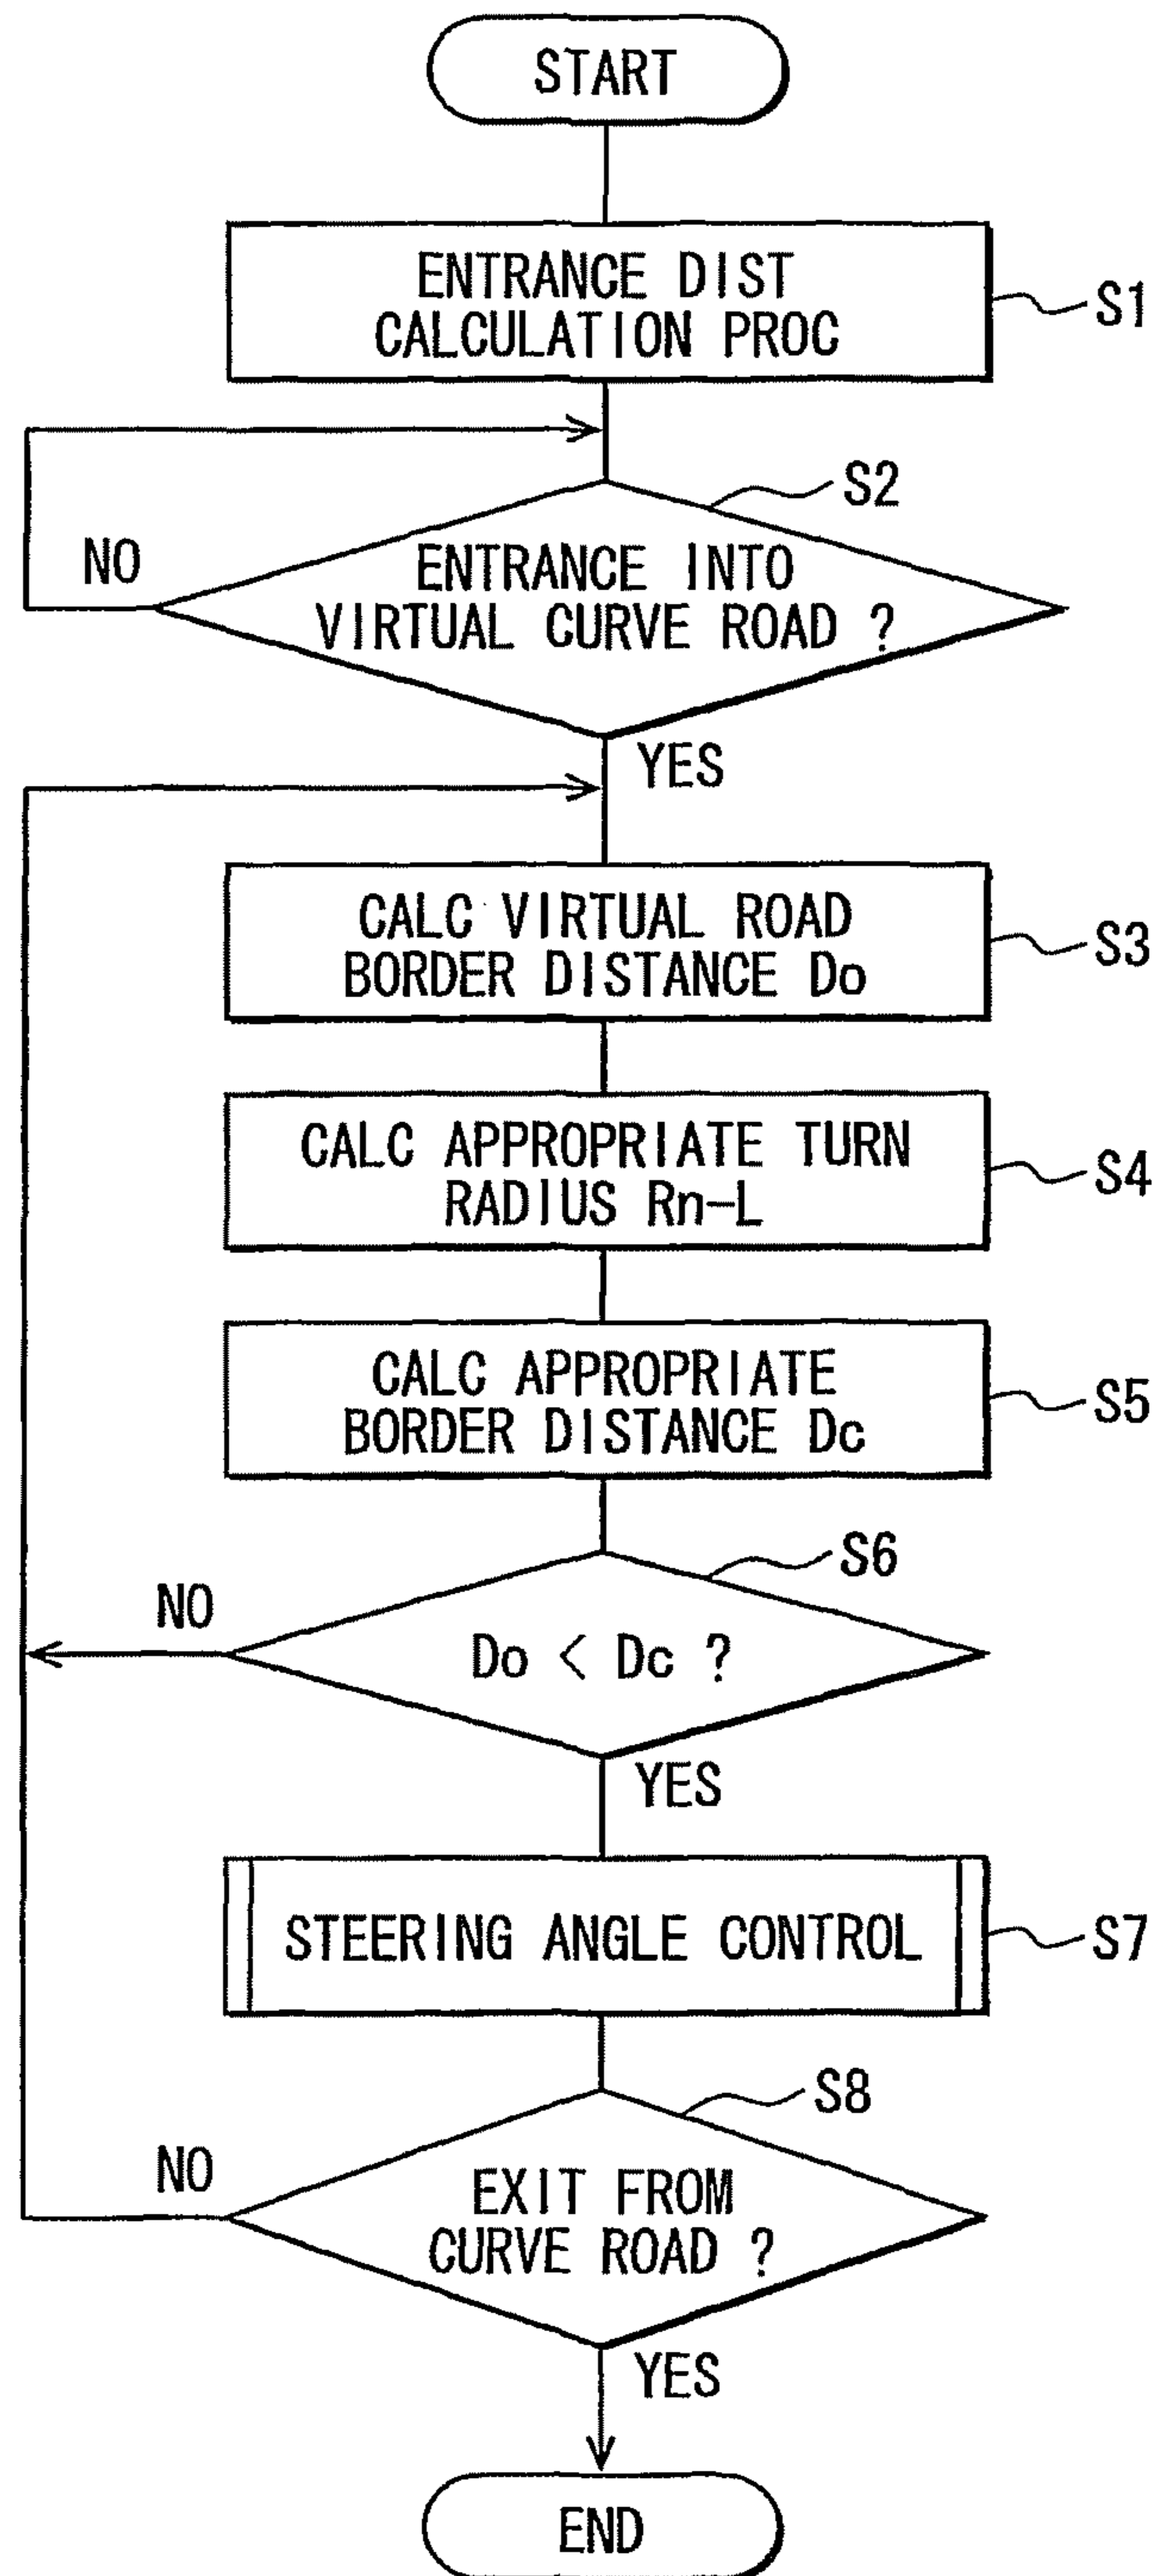 START
ENTRANCE DIST
CALCULATION PROC
S1
S2
NO
ENTRANCE INTO
VIRTUAL CURVE ROAD ?
YES
CALC VIRTUAL ROAD
BORDER DISTANCE Do
S3
CALC APPROPRIATE TURN
RADIUS Rn-L
S4
CALC APPROPRIATE
BORDER DISTANCE Dc
S5
S6
NO
Do < Dc ?
YES
STEERING ANGLE CONTROL
S7
S8
NO
EXIT FROM
CURVE ROAD ?
YES
END